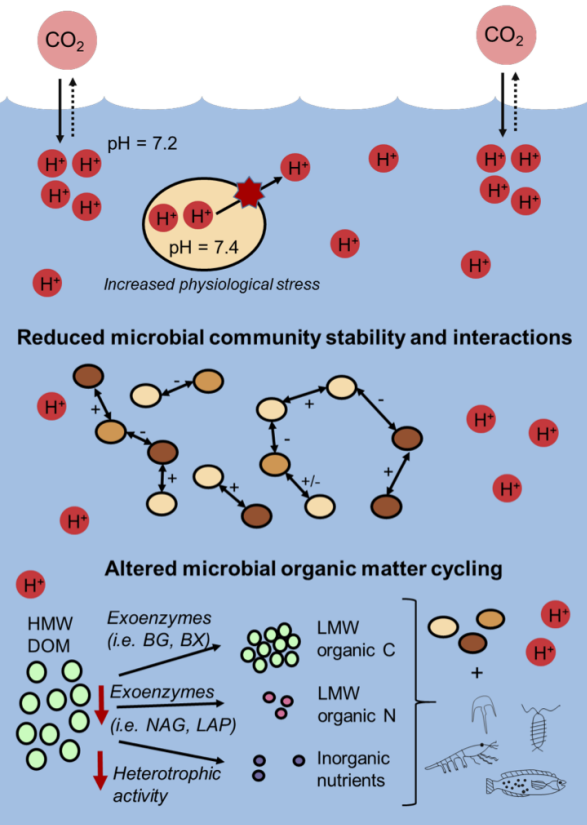 CO₂
CO₂
pH = 7.2
H⁺ H⁺
H⁺ H⁺
H⁺ H⁺
H⁺
H⁺
H⁺ H⁺
H⁺ H⁺
pH = 7.4
H⁺
H⁺
H⁺
Increased physiological stress
Reduced microbial community stability and interactions
H⁺
+
-
+
-
+
+
-
-
+/-
+
H⁺
H⁺
H⁺
H⁺
Altered microbial organic matter cycling
H⁺
HMW
DOM
Exoenzymes
(i.e. BG, BX)
LMW
organic C
Exoenzymes
(i.e. NAG, LAP)
LMW
organic N
Heterotrophic
activity
Inorganic
nutrients
+
H⁺
H⁺